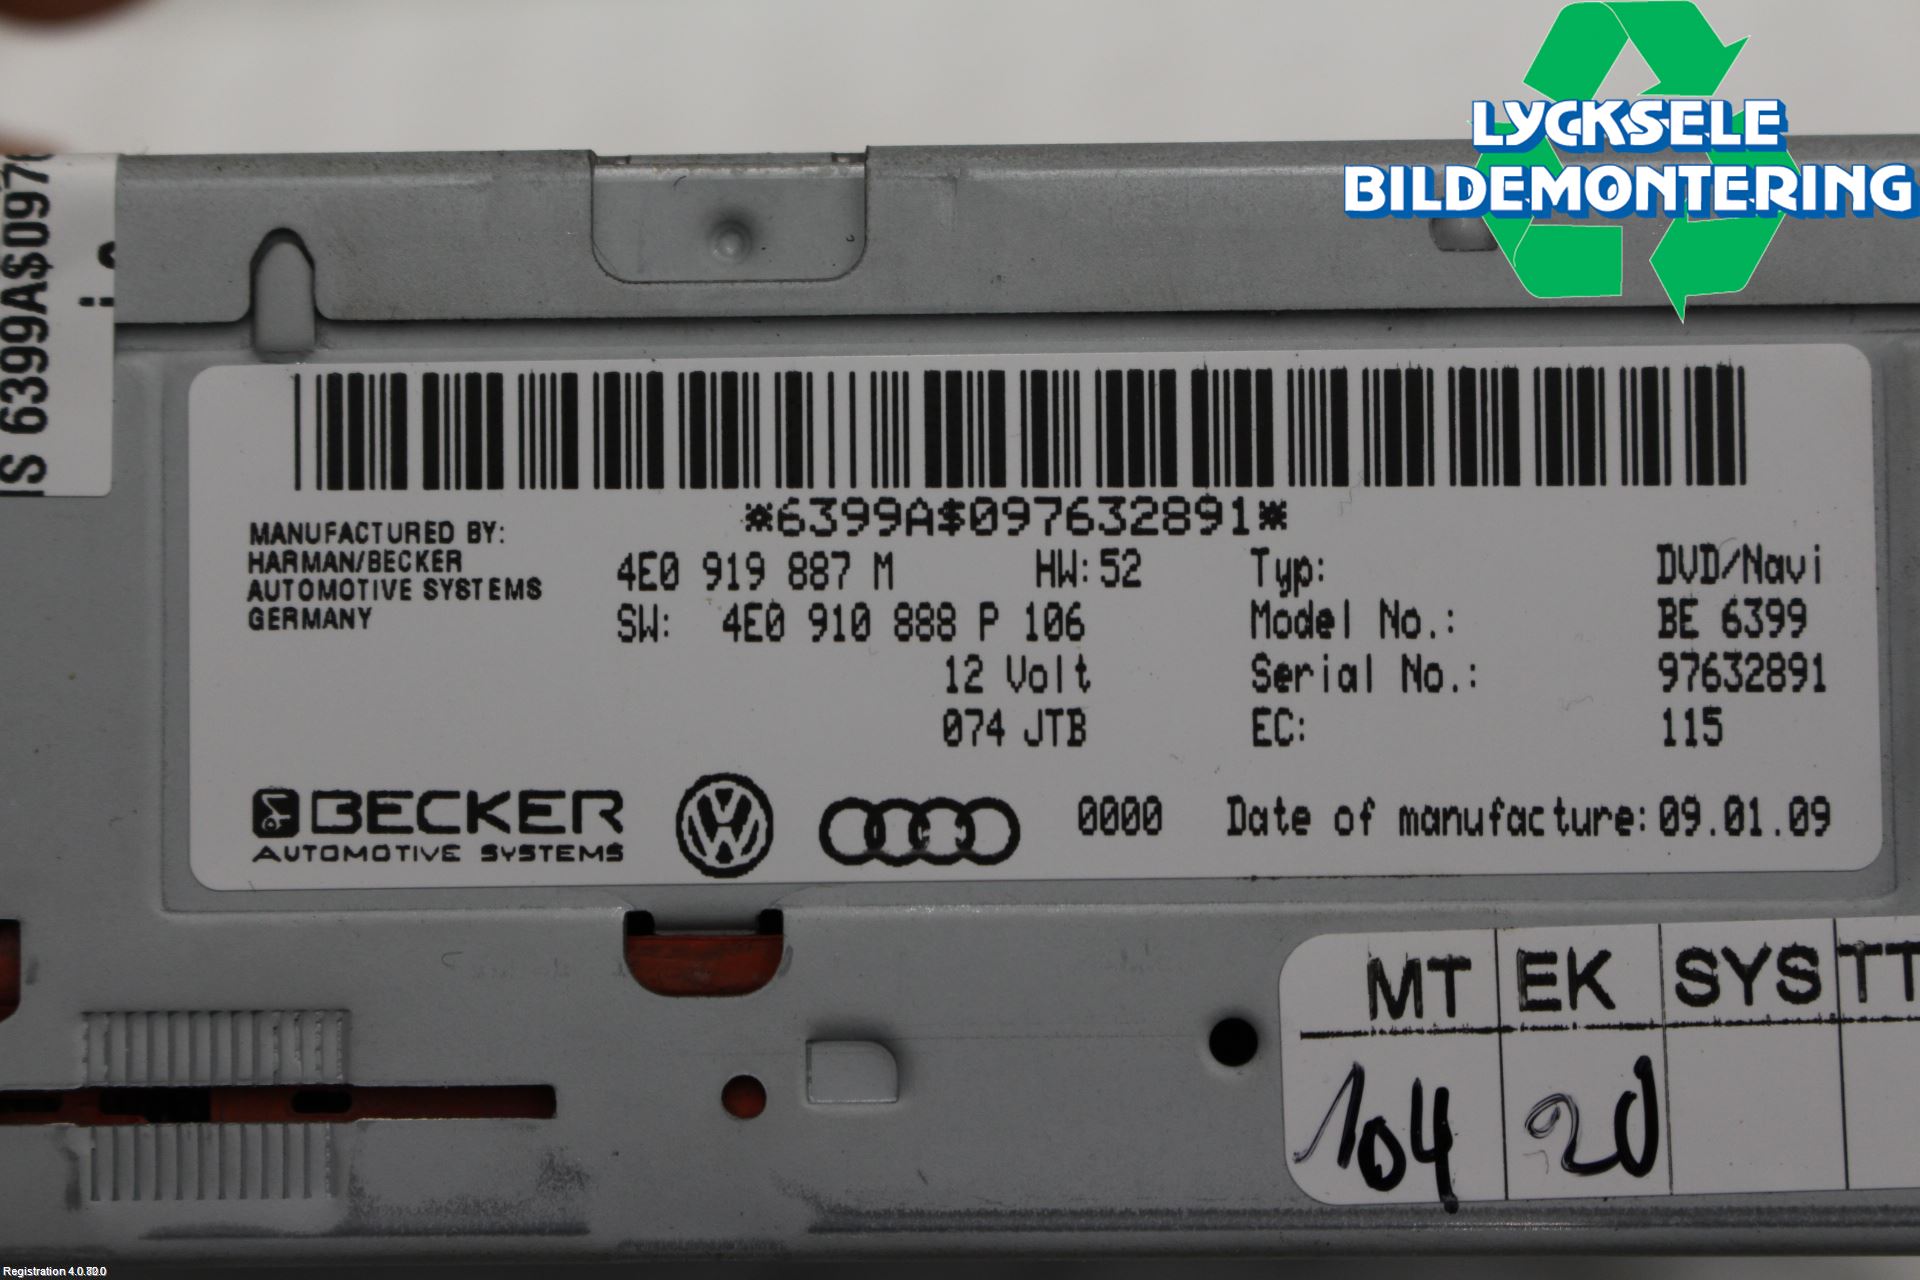 LYCKSELE
BILDEMONTERING
IS 6399A$0976
*6399A$097632891*
MANUFACTURED BY:
HARMAN/BECKER
AUTOMOTIVE SYSTEMS
GERMANY
4E0 919 887 M HW: 52
SW: 4E0 910 888 P 106
12 Volt
074 JTB
Typ: DVD/Navi
Model No.: BE 6399
Serial No.: 97632891
EC: 115
BECKER
AUTOMOTIVE SYSTEMS
0000 Date of manufacture: 09.01.09
MT EK SYS TT
104 20